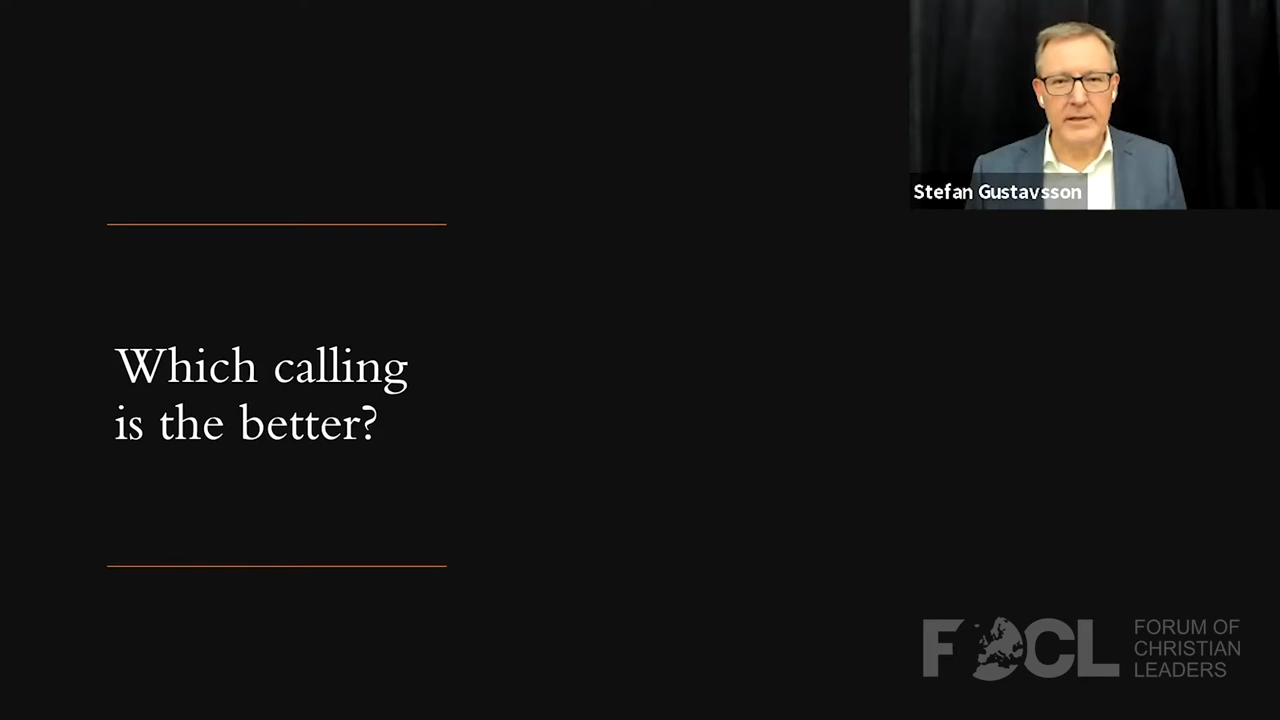 Stefan Gustavsson
Which calling
is the better?
FOCL
FORUM OF
CHRISTIAN
LEADERS